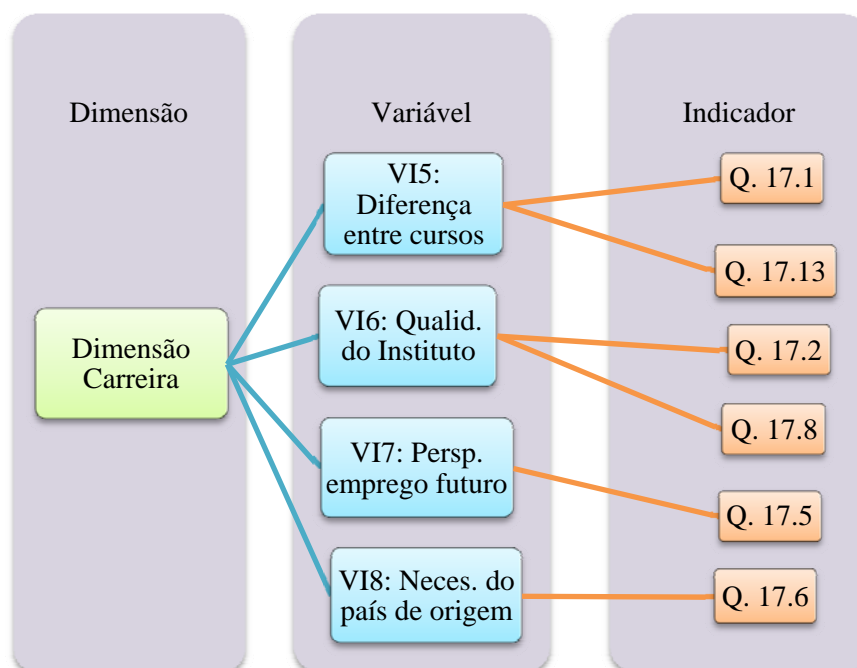 Dimensão
Variável
Indicador
Dimensão
Carreira
VI5:
Diferença
entre cursos
VI6: Qualid.
do Instituto
VI7: Persp.
emprego futuro
VI8: Neces. do
país de origem
Q. 17.1
Q. 17.13
Q. 17.2
Q. 17.8
Q. 17.5
Q. 17.6